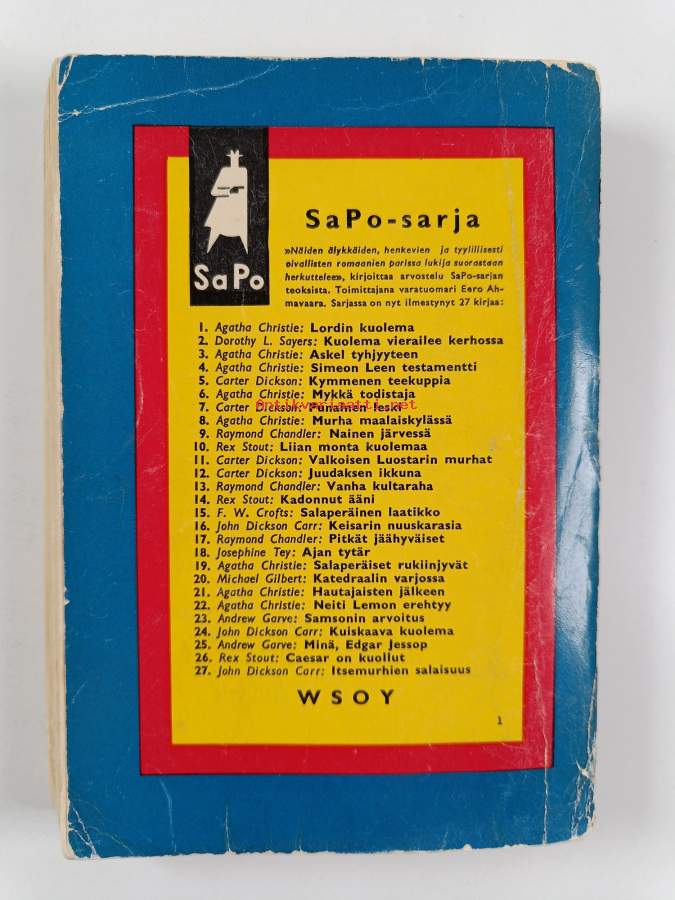 SaPo
SaPo-sarja
»Näiden älykkäiden, henkevien ja tyylillisesti
oivallisten romaanien parissa lukija suorastaan
herkuttelee», kirjoittaa arvostelu SaPo-sarjan
teoksista. Toimittajana varatuomari Eero Ah-
mavaara. Sarjassa on nyt ilmestynyt 27 kirjaa:
1. Agatha Christie: Lordin kuolema
2. Dorothy L. Sayers: Kuolema vierailee kerhossa
3. Agatha Christie: Askel tyhjyyteen
4. Agatha Christie: Simeon Leen testamentti
5. Carter Dickson: Kymmenen teekuppia
6. Agatha Christie: Mykkä todistaja
antikvariaatti.net
7. Carter Dickson: Punainen leski
8. Agatha Christie: Murha maalaiskylässä
9. Raymond Chandler: Nainen järvessä
10. Rex Stout: Liian monta kuolemaa
11. Carter Dickson: Valkoisen Luostarin murhat
12. Carter Dickson: Juudaksen ikkuna
13. Raymond Chandler: Vanha kultaraha
14. Rex Stout: Kadonnut ääni
15. F. W. Crofts: Salaperäinen laatikko
16. John Dickson Carr: Keisarin nuuskarasia
17. Raymond Chandler: Pitkät jäähyväiset
18. Josephine Tey: Ajan tytär
19. Agatha Christie: Salaperäiset rukiinjyvät
20. Michael Gilbert: Katedraalin varjossa
21. Agatha Christie: Hautajaisten jälkeen
22. Agatha Christie: Neiti Lemon erehtyy
23. Andrew Garve: Samsonin arvoitus
24. John Dickson Carr: Kuiskaava kuolema
25. Andrew Garve: Minä, Edgar Jessop
26. Rex Stout: Caesar on kuollut
27. John Dickson Carr: Itsemurhien salaisuus
WSOY
1